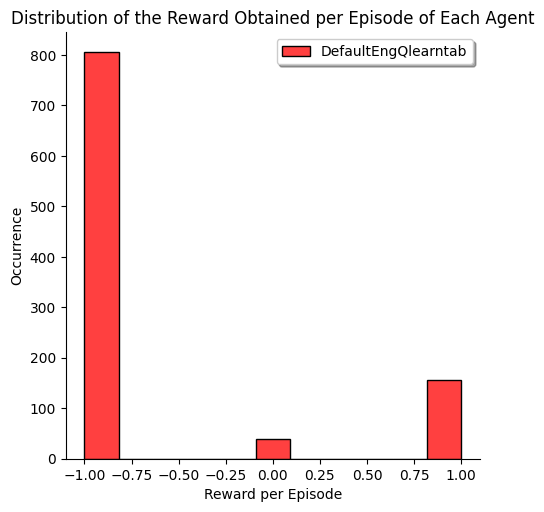 Distribution of the Reward Obtained per Episode of Each Agent
DefaultEngQlearntab
800
700
600
500
400
300
200
100
0
Occurrence
−1.00 −0.75 −0.50 −0.25 0.00 0.25 0.50 0.75 1.00
Reward per Episode